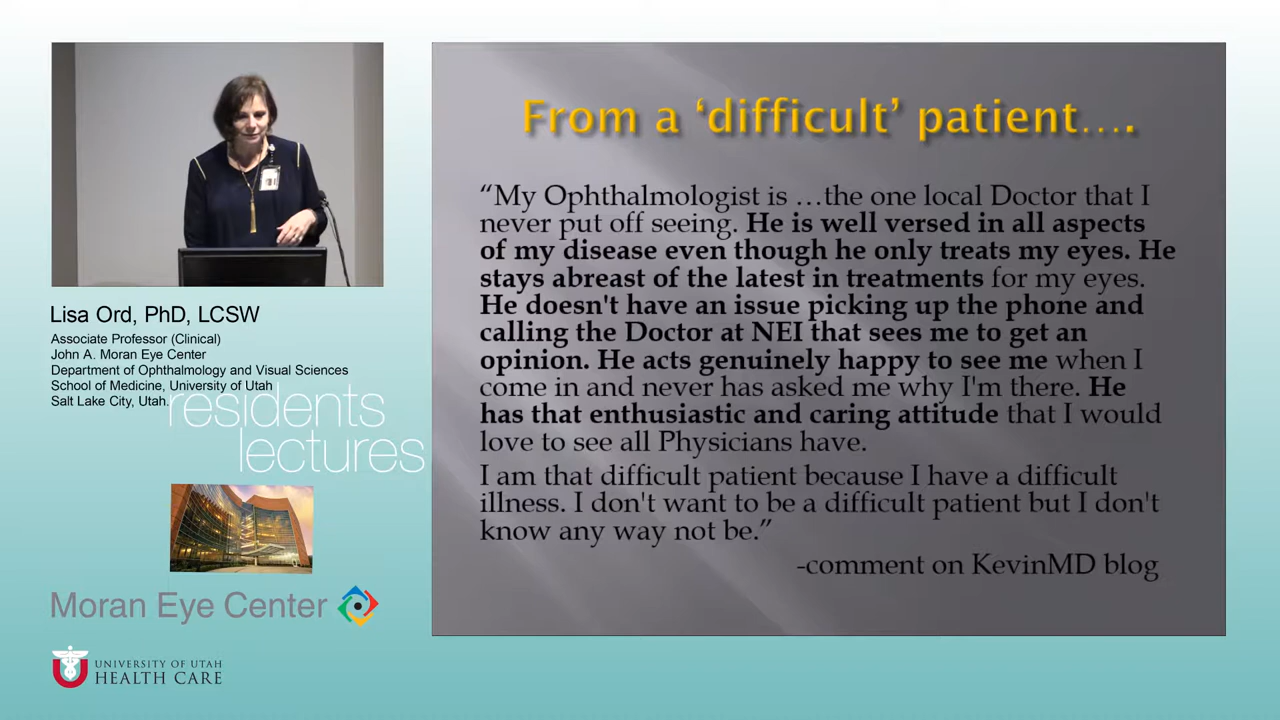 From a ‘difficult’ patient….
“My Ophthalmologist is …the one local Doctor that I
never put off seeing. He is well versed in all aspects
of my disease even though he only treats my eyes. He
stays abreast of the latest in treatments for my eyes.
He doesn't have an issue picking up the phone and
calling the Doctor at NEI that sees me to get an
opinion. He acts genuinely happy to see me when I
come in and never has asked me why I'm there. He
has that enthusiastic and caring attitude that I would
love to see all Physicians have.
I am that difficult patient because I have a difficult
illness. I don't want to be a difficult patient but I don't
know any way not be.”
-comment on KevinMD blog
Lisa Ord, PhD, LCSW
Associate Professor (Clinical)
John A. Moran Eye Center
Department of Ophthalmology and Visual Sciences
School of Medicine, University of Utah
Salt Lake City, Utah.
residents
lectures
Moran Eye Center
UNIVERSITY OF UTAH
HEALTH CARE